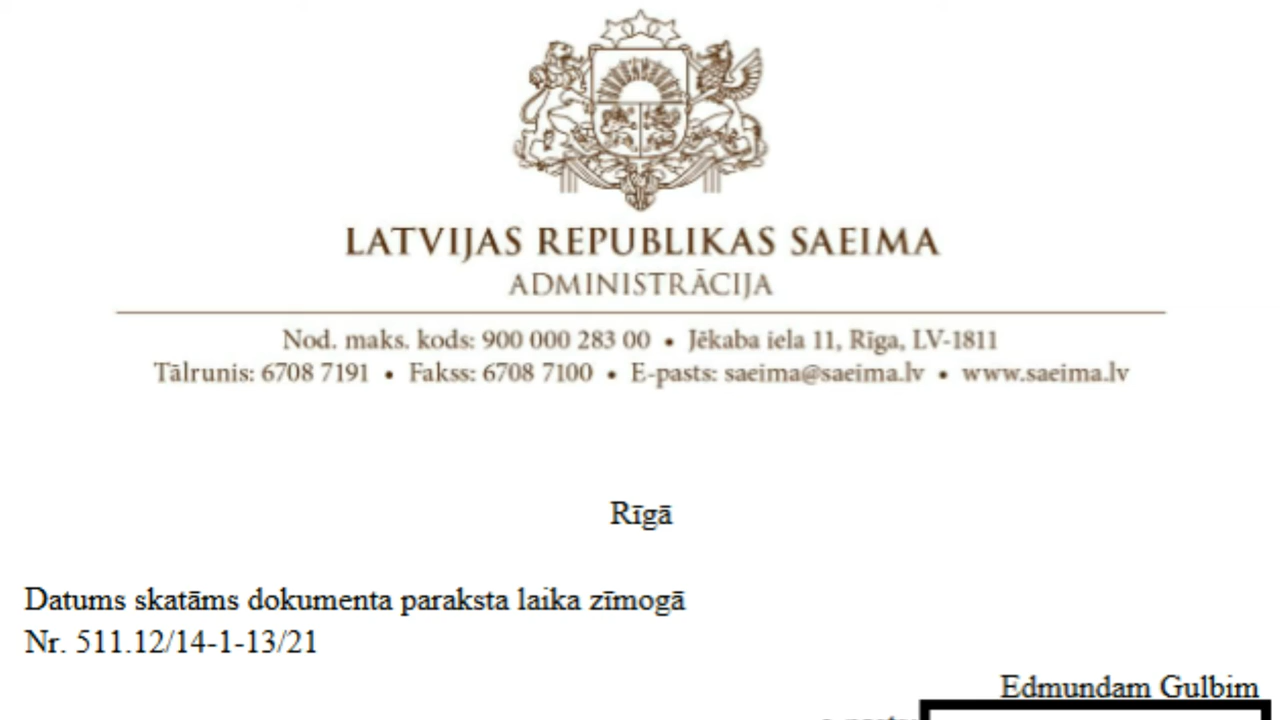 LATVIJAS REPUBLIKAS SAEIMA
ADMINISTRĀCIJA
Nod. maks. kods: 900 000 283 00 • Jēkaba iela 11, Rīga, LV-1811
Tālrunis: 6708 7191 • Fakss: 6708 7100 • E-pasts: saeima@saeima.lv • www.saeima.lv
Rīgā
Datums skatāms dokumenta paraksta laika zīmogā
Nr. 511.12/14-1-13/21
Edmundam Gulbim